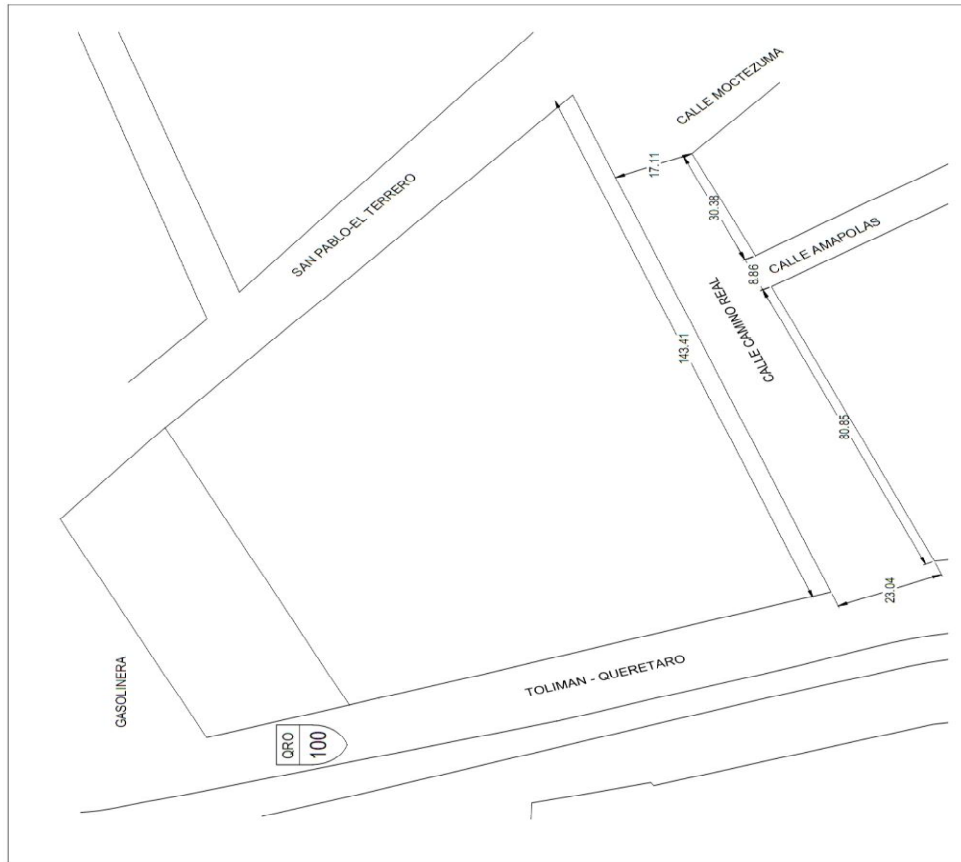 CALLE MOCTEZUMA
17.11
SAN PABLO-EL TERRERO
30.38
CALLE AMAPOLAS
8.86
CALLE CAMINO REAL
143.41
80.85
23.04
TOLIMAN - QUERETARO
GASOLINERA
QRO
100